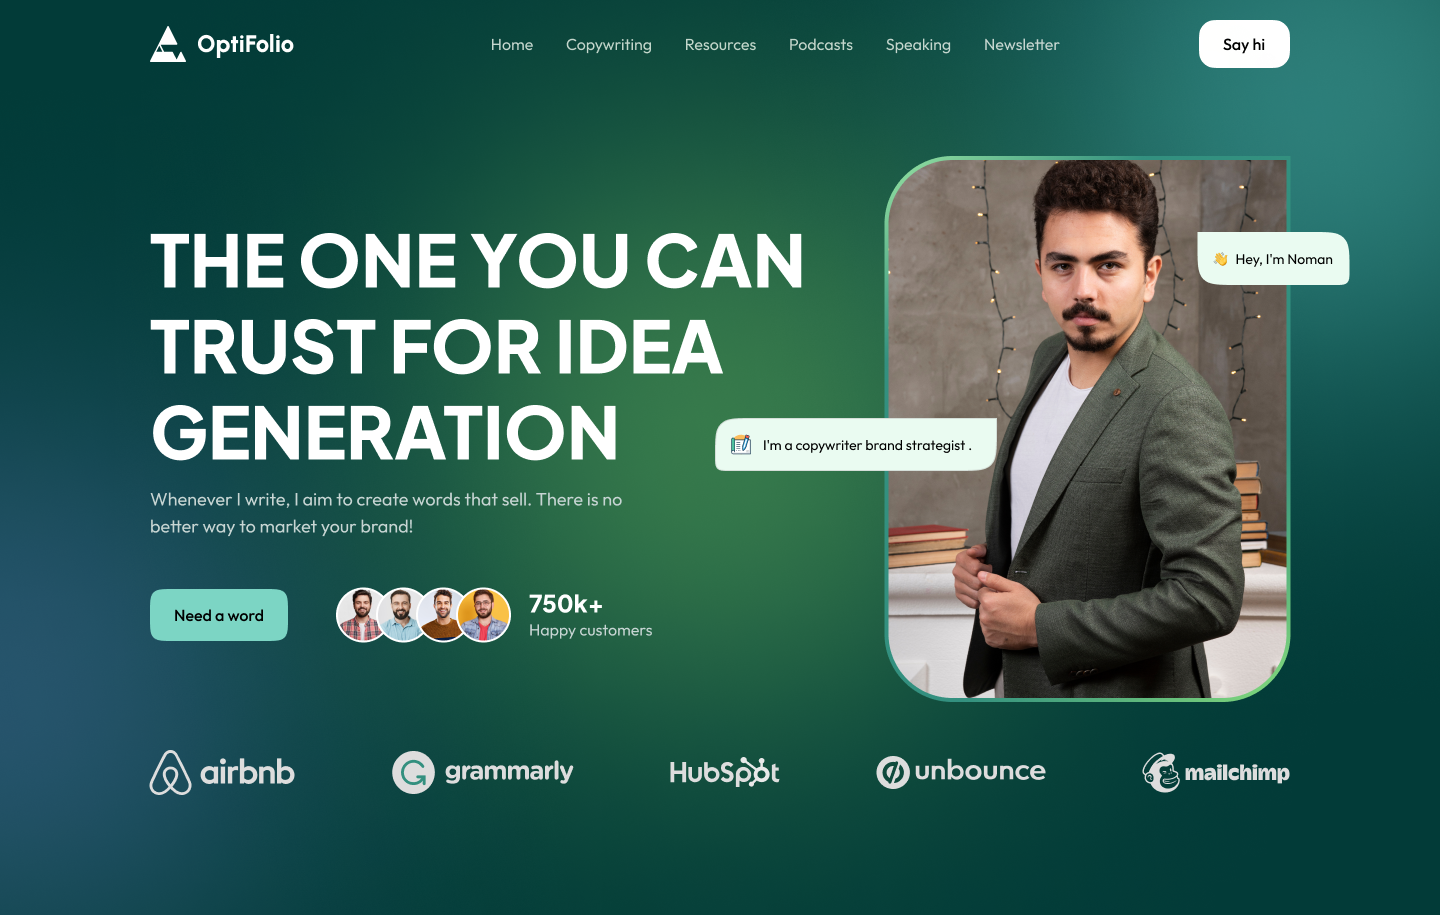 OptiFolio
Home
Copywriting
Resources
Podcasts
Speaking
Newsletter
Say hi
THE ONE YOU CAN
TRUST FOR IDEA
GENERATION
👋 Hey, I'm Noman
I'm a copywriter brand strategist .
Whenever I write, I aim to create words that sell. There is no
better way to market your brand!
Need a word
750k+
Happy customers
airbnb
grammarly
HubSpot
unbounce
mailchimp